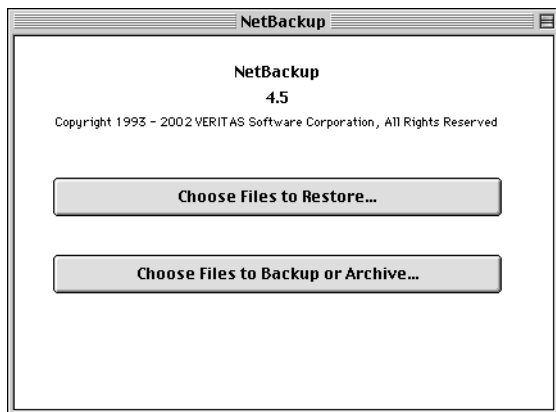 NetBackup
NetBackup
4.5
Copyright 1993 - 2002 VERITAS Software Corporation, All Rights Reserved
Choose Files to Restore...
Choose Files to Backup or Archive...